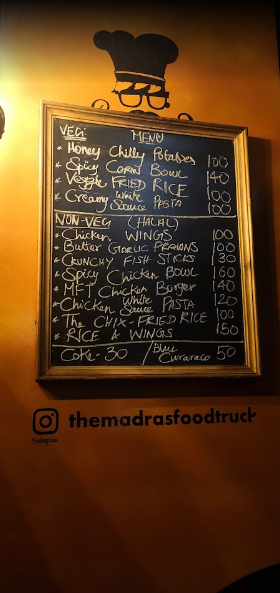 VEG: MENU
* Honey Chilly Potatoes 100
* Spicy Corn Bowl 140
* Veggie FRIED RICE 100
* Creamy White Sauce PASTA 100
NON-VEG (HALAL)
* Chicken WINGS 100
* Butter Garlic Prawns 100
* CRUNCHY FISH STICKS 130
* Spicy Chicken BOWL 160
* MFT Chicken Burger 140
* Chicken White Sauce PASTA 120
* The CHIX-FRIED RICE 100
* RICE & WINGS 150
Coke-30 / Blue Curaraco 50
Instagram
themadrasfoodtruck